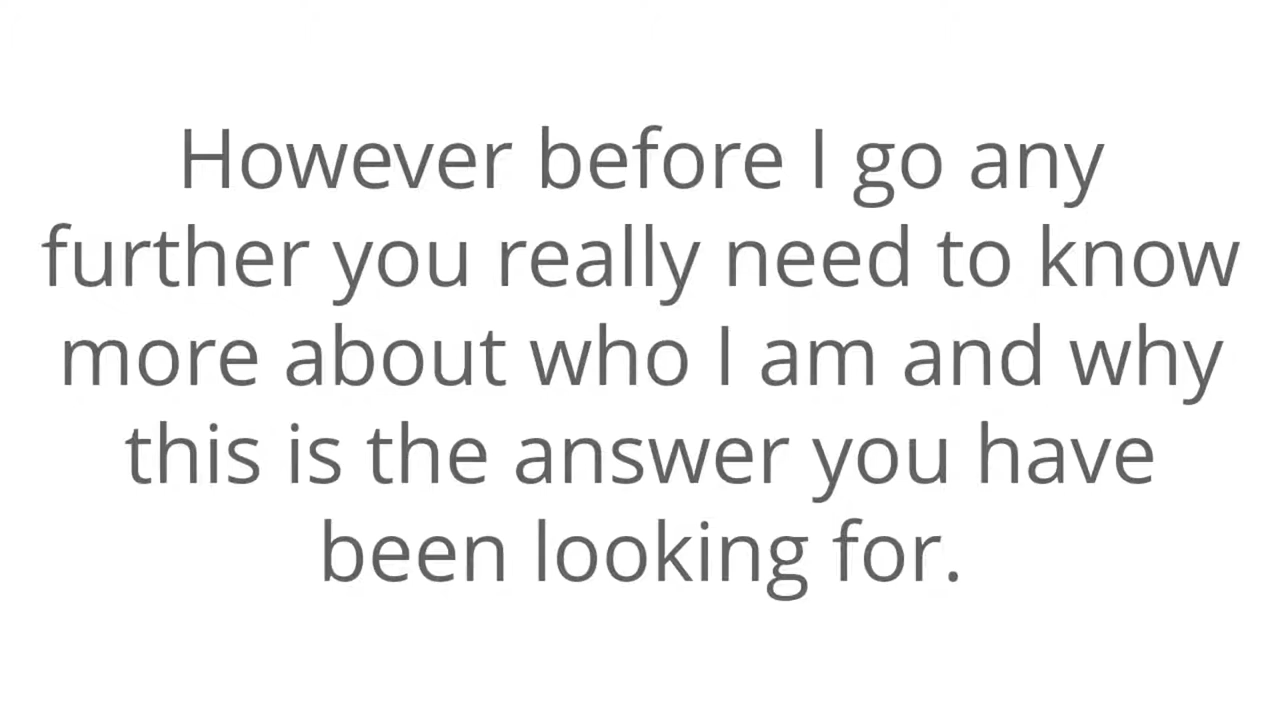 However before I go any
further you really need to know
more about who I am and why
this is the answer you have
been looking for.